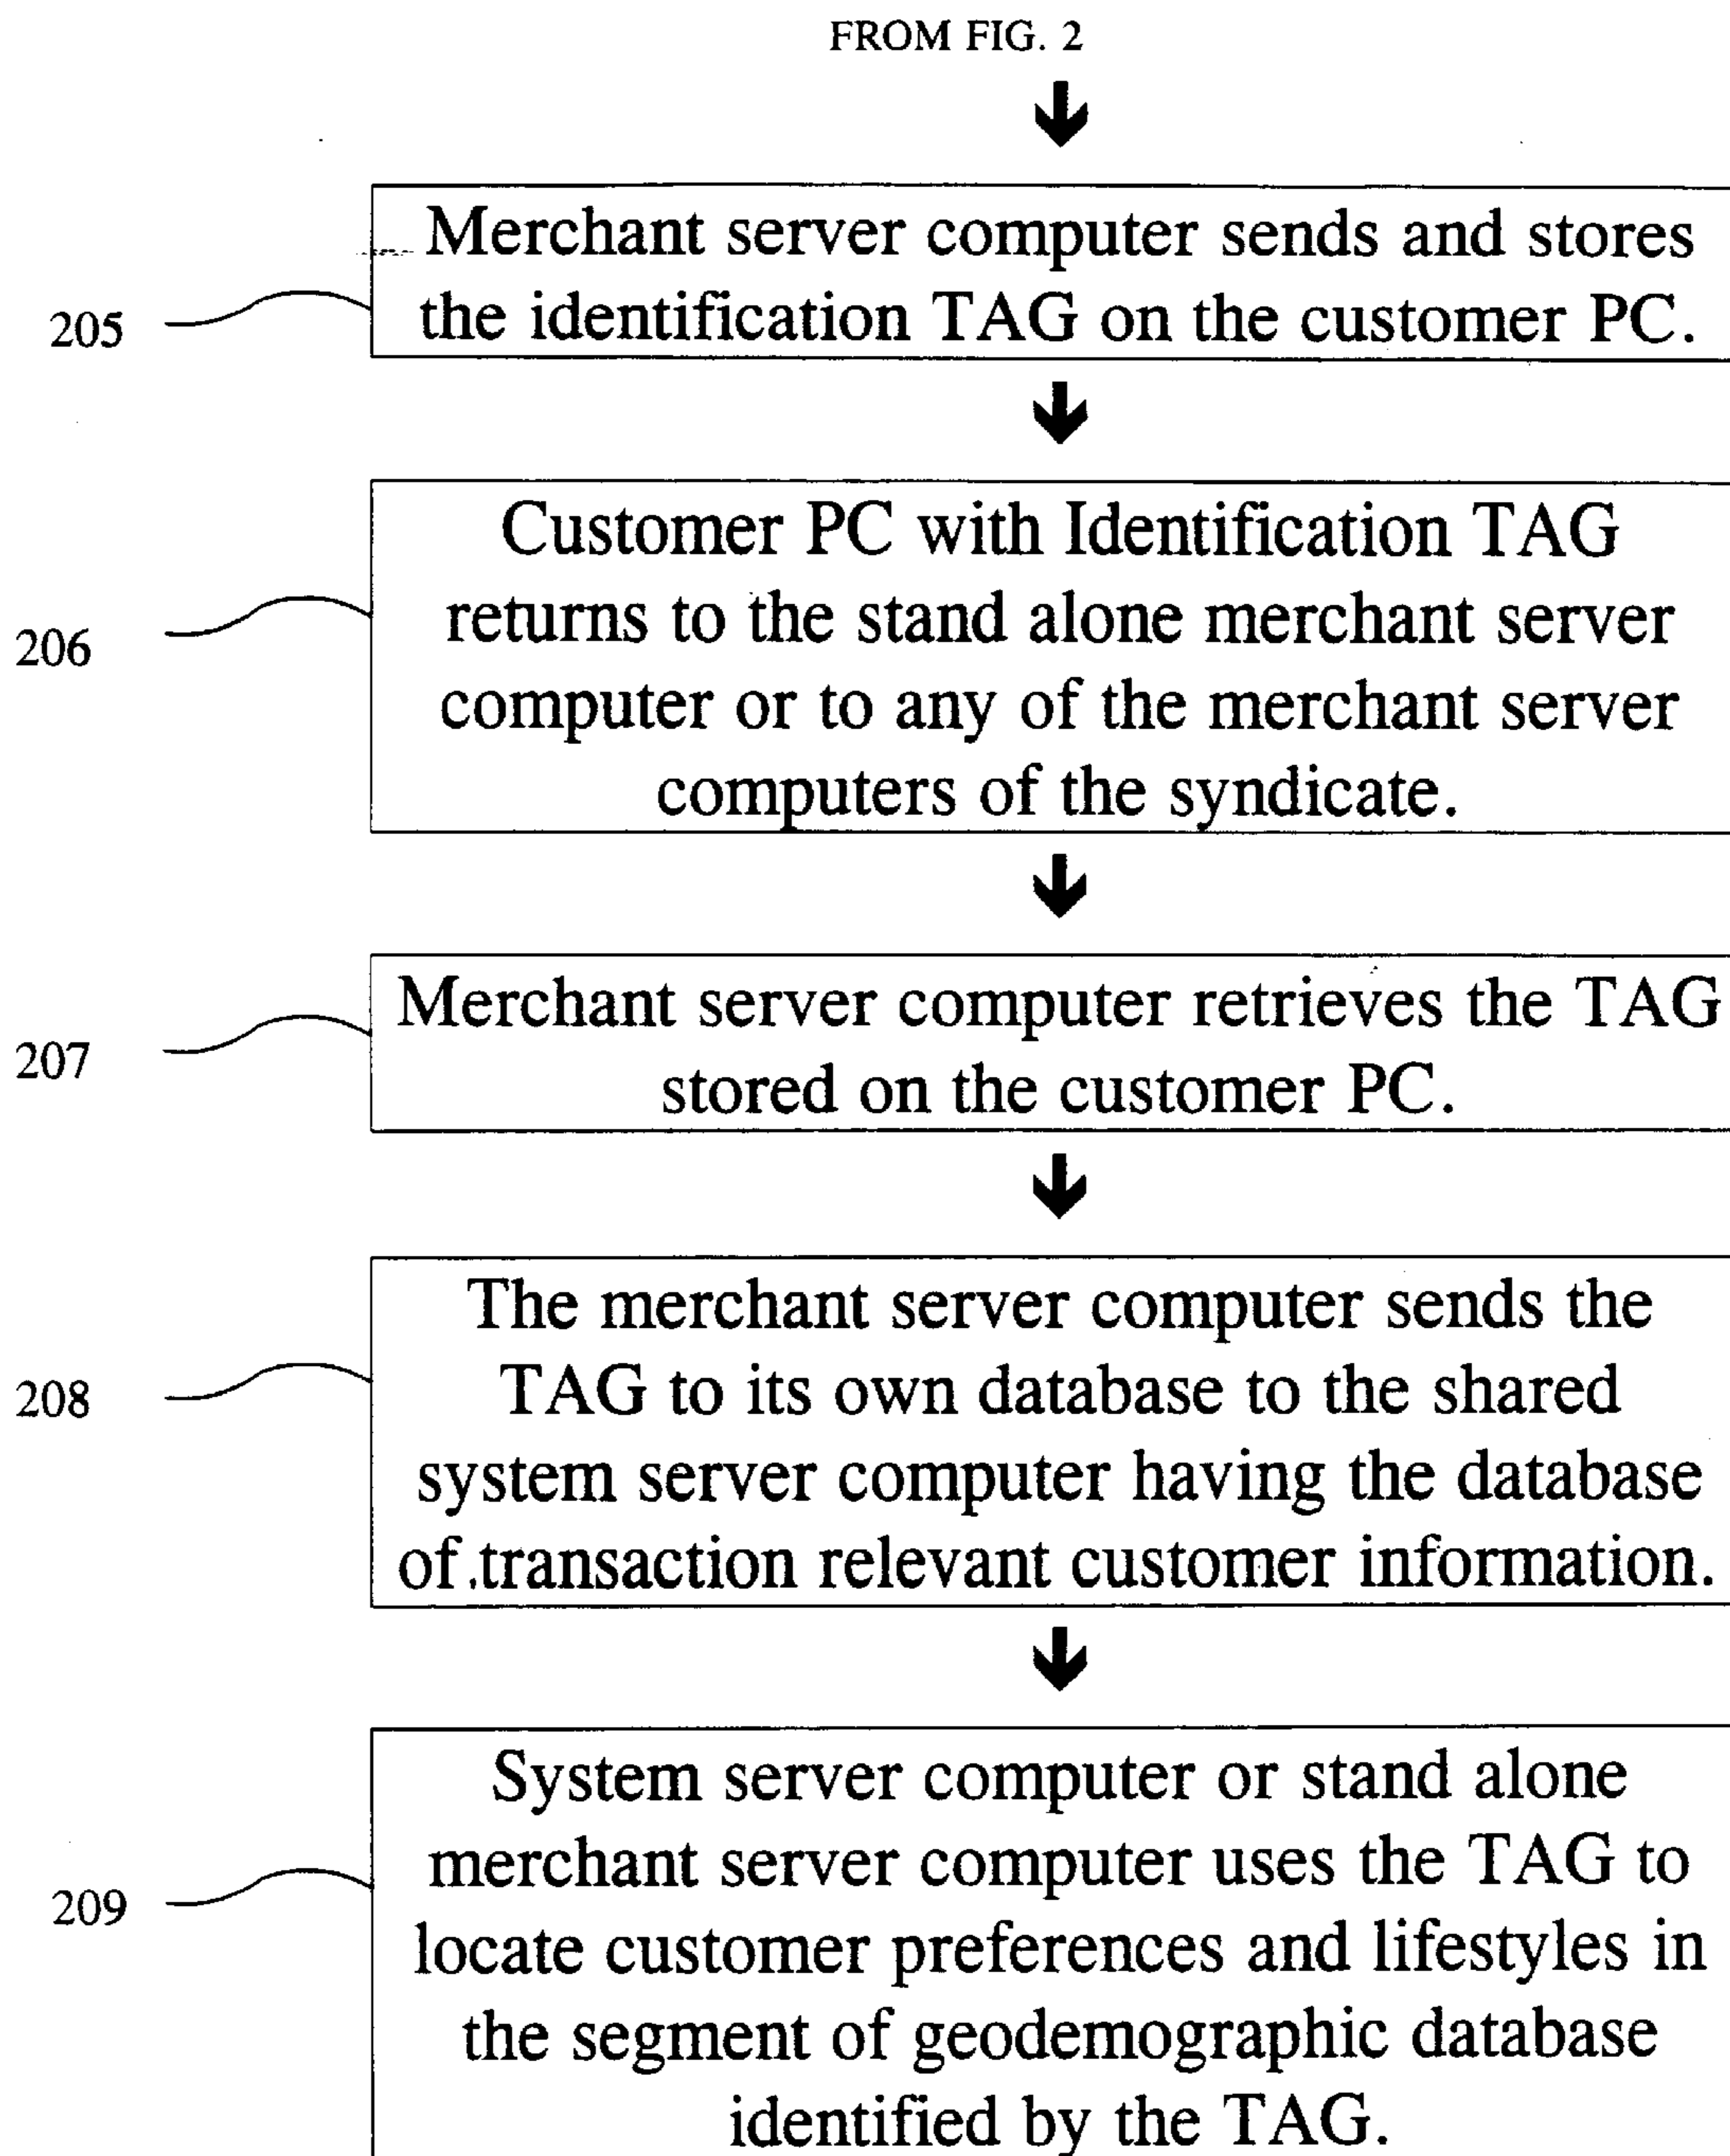 FROM FIG. 2
Merchant server computer sends and stores
the identification TAG on the customer PC.
205
Customer PC with Identification TAG
returns to the stand alone merchant server
computer or to any of the merchant server
computers of the syndicate.
206
Merchant server computer retrieves the TAG
stored on the customer PC.
207
The merchant server computer sends the
TAG to its own database to the shared
system server computer having the database
of transaction relevant customer information.
208
System server computer or stand alone
merchant server computer uses the TAG to
locate customer preferences and lifestyles in
the segment of geodemographic database
identified by the TAG.
209